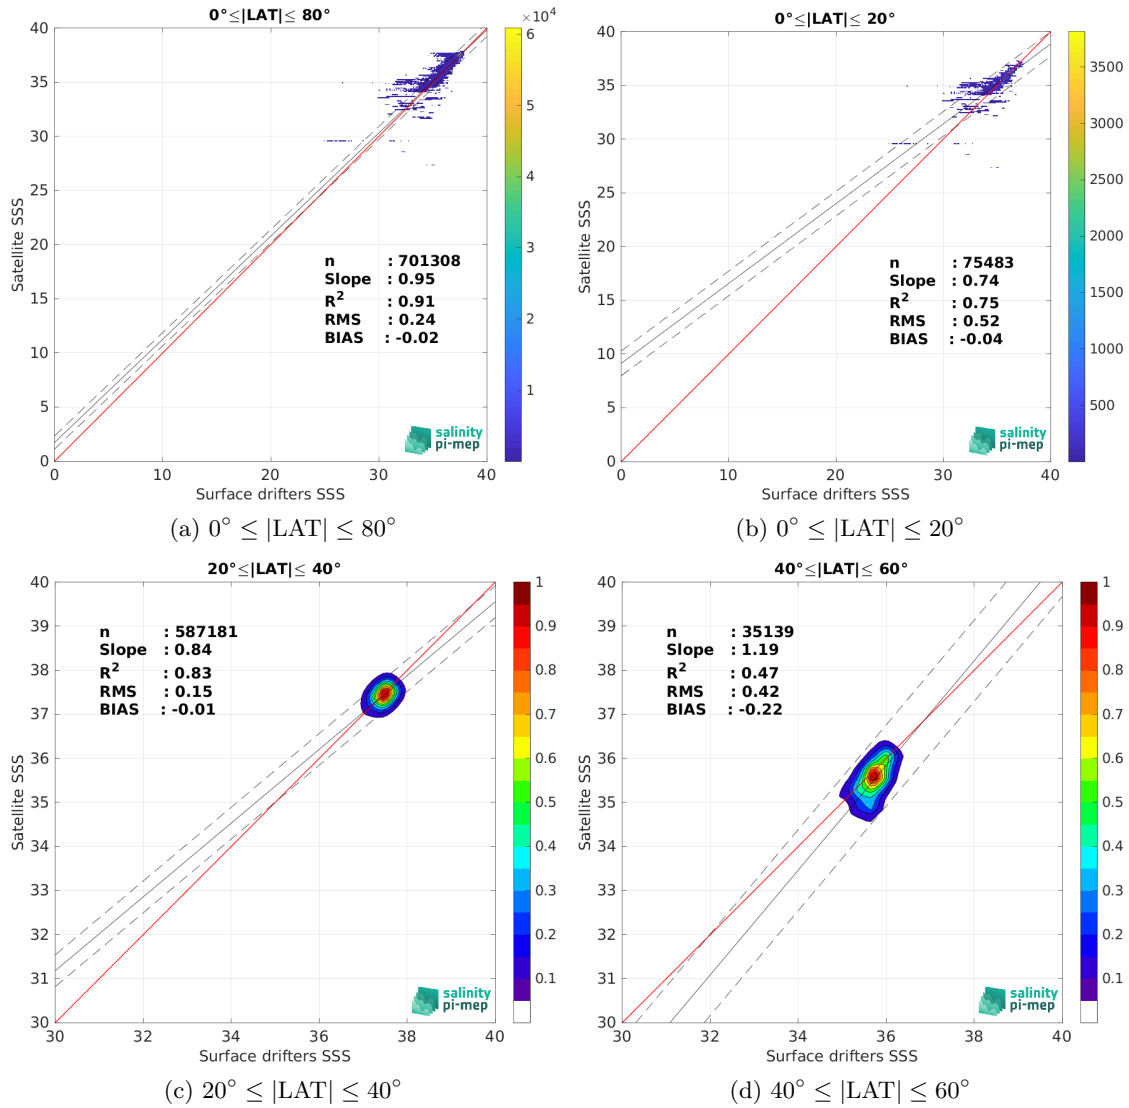 0°≤|LAT|≤ 80°
×10⁴
40
35
30
25
20
15
10
5
0
Satellite SSS
n : 701308
Slope : 0.95
R² : 0.91
RMS : 0.24
BIAS : -0.02
salinity
pi-mep
0 10 20 30 40
Surface drifters SSS
6
5
4
3
2
1
(a) 0° ≤ |LAT| ≤ 80°
0°≤|LAT|≤ 20°
40
35
30
25
20
15
10
5
0
Satellite SSS
n : 75483
Slope : 0.74
R² : 0.75
RMS : 0.52
BIAS : -0.04
salinity
pi-mep
0 10 20 30 40
Surface drifters SSS
3500
3000
2500
2000
1500
1000
500
(b) 0° ≤ |LAT| ≤ 20°
20°≤|LAT|≤ 40°
40
39
38
37
36
35
34
33
32
31
30
Satellite SSS
n : 587181
Slope : 0.84
R² : 0.83
RMS : 0.15
BIAS : -0.01
salinity
pi-mep
30 32 34 36 38 40
Surface drifters SSS
1
0.9
0.8
0.7
0.6
0.5
0.4
0.3
0.2
0.1
(c) 20° ≤ |LAT| ≤ 40°
40°≤|LAT|≤ 60°
40
39
38
37
36
35
34
33
32
31
30
Satellite SSS
n : 35139
Slope : 1.19
R² : 0.47
RMS : 0.42
BIAS : -0.22
salinity
pi-mep
30 32 34 36 38 40
Surface drifters SSS
1
0.9
0.8
0.7
0.6
0.5
0.4
0.3
0.2
0.1
(d) 40° ≤ |LAT| ≤ 60°